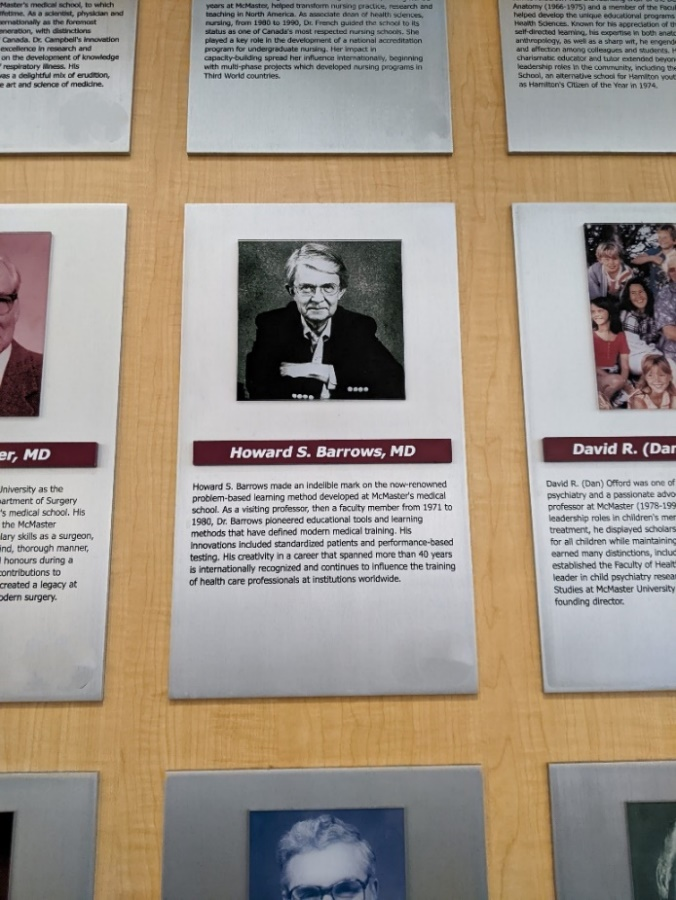 Master's medical school, to which
lifetime. As a scientist, physician and
ernationally as the foremost
eneration, with distinctions
Canada. Dr. Campbell's innovation
excellence in research and
on the development of knowledge
respiratory illness. His
was a delightful mix of erudition,
e art and science of medicine.
years at McMaster, helped transform nursing practice, research and
teaching in North America. As associate dean of health sciences,
nursing, from 1980 to 1990, Dr. French guided the school to its
status as one of Canada's most respected nursing schools. She
played a key role in the development of a national accreditation
program for undergraduate nursing. Her impact in
capacity-building spread her influence internationally, beginning
with multi-phase projects which developed nursing programs in
Third World countries.
Anatomy (1966-1975) and a member of the Facu
helped develop the unique educational programs
Health Sciences. Known for his appreciation of th
self-directed learning, his expertise in both anato
anthropology, as well as a sharp wit, he engende
and affection among colleagues and students. H
charismatic educator and tutor extended beyond
leadership roles in the community, including the
School, an alternative school for Hamilton youth
as Hamilton's Citizen of the Year in 1974.
er, MD
University as the
partment of Surgery
's medical school. His
the McMaster
lary skills as a surgeon,
ind, thorough manner,
honours during a
contributions to
created a legacy at
odern surgery.
Howard S. Barrows, MD
Howard S. Barrows made an indelible mark on the now-renowned
problem-based learning method developed at McMaster's medical
school. As a visiting professor, then a faculty member from 1971 to
1980, Dr. Barrows pioneered educational tools and learning
methods that have defined modern medical training. His
innovations included standardized patients and performance-based
testing. His creativity in a career that spanned more than 40 years
is internationally recognized and continues to influence the training
of health care professionals at institutions worldwide.
David R. (Dan
David R. (Dan) Offord was one of
psychiatry and a passionate advo
professor at McMaster (1978-199
leadership roles in children's men
treatment, he displayed scholars
for all children while maintaining
earned many distinctions, includ
established the Faculty of Healt
leader in child psychiatry resear
Studies at McMaster University
founding director.